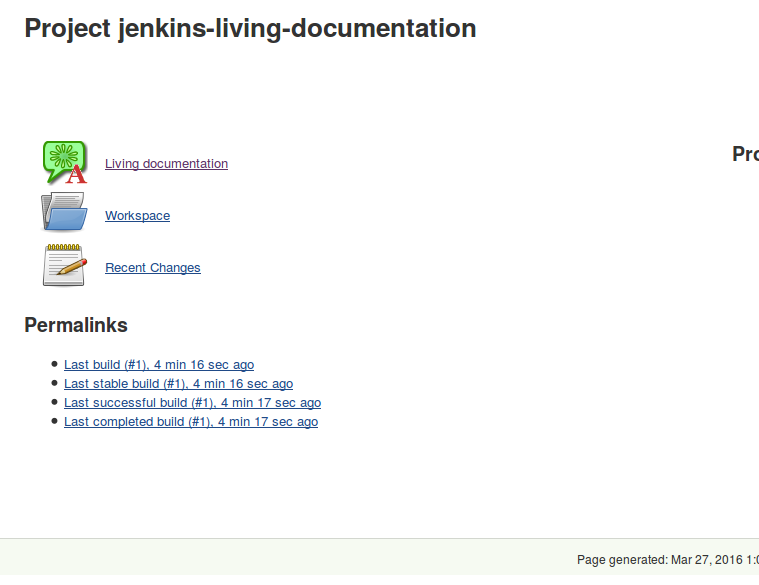 Project jenkins-living-documentation
Living documentation
Workspace
Recent Changes
Permalinks
Last build (#1), 4 min 16 sec ago
Last stable build (#1), 4 min 16 sec ago
Last successful build (#1), 4 min 17 sec ago
Last completed build (#1), 4 min 17 sec ago
Page generated: Mar 27, 2016